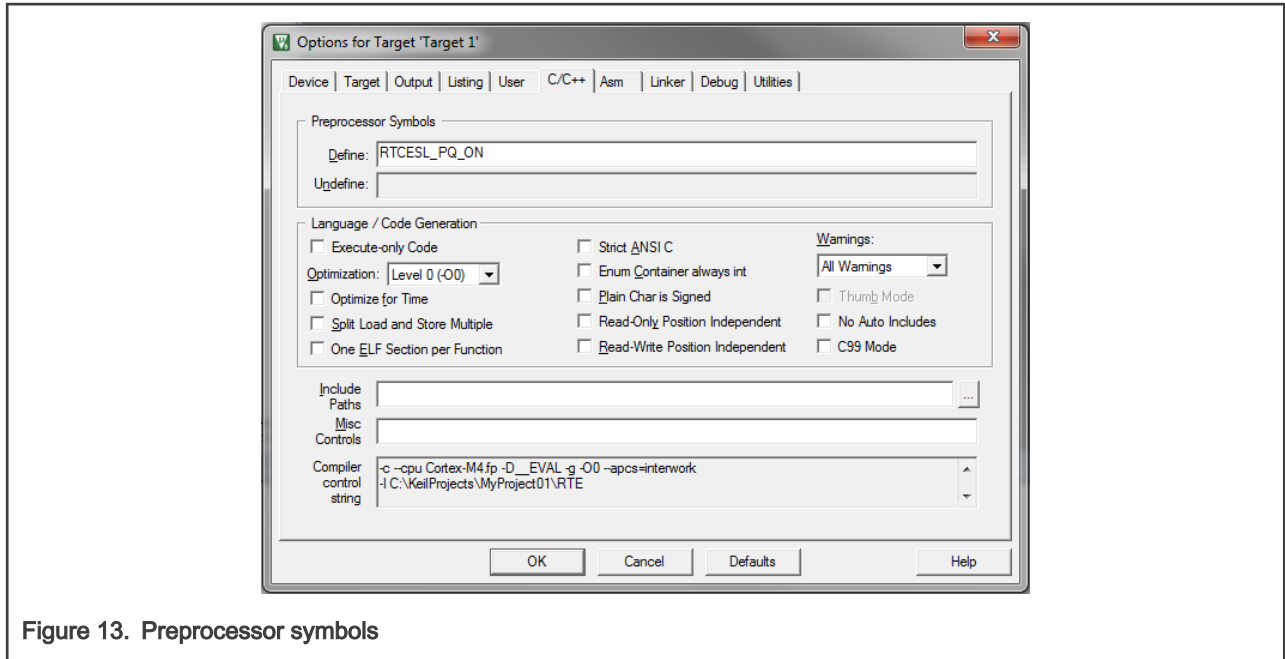 Options for Target 'Target 1'
Device Target Output Listing User C/C++ Asm Linker Debug Utilities
Preprocessor Symbols
Define: RTCESL_PQ_ON
Undefine:
Language / Code Generation
Execute-only Code
Optimization: Level 0 (-O0)
Optimize for Time
Split Load and Store Multiple
One ELF Section per Function
Strict ANSI C
Enum Container always int
Plain Char is Signed
Read-Only Position Independent
Read-Write Position Independent
Warnings:
All Warnings
Thumb Mode
No Auto Includes
C99 Mode
Include
Paths
...
Misc
Controls
Compiler
control
string
-c --cpu Cortex-M4.fp -D__EVAL -g -O0 --apcs=interwork
-I C:\KeilProjects\MyProject01\RTE
OK Cancel Defaults Help
Figure 13. Preprocessor symbols